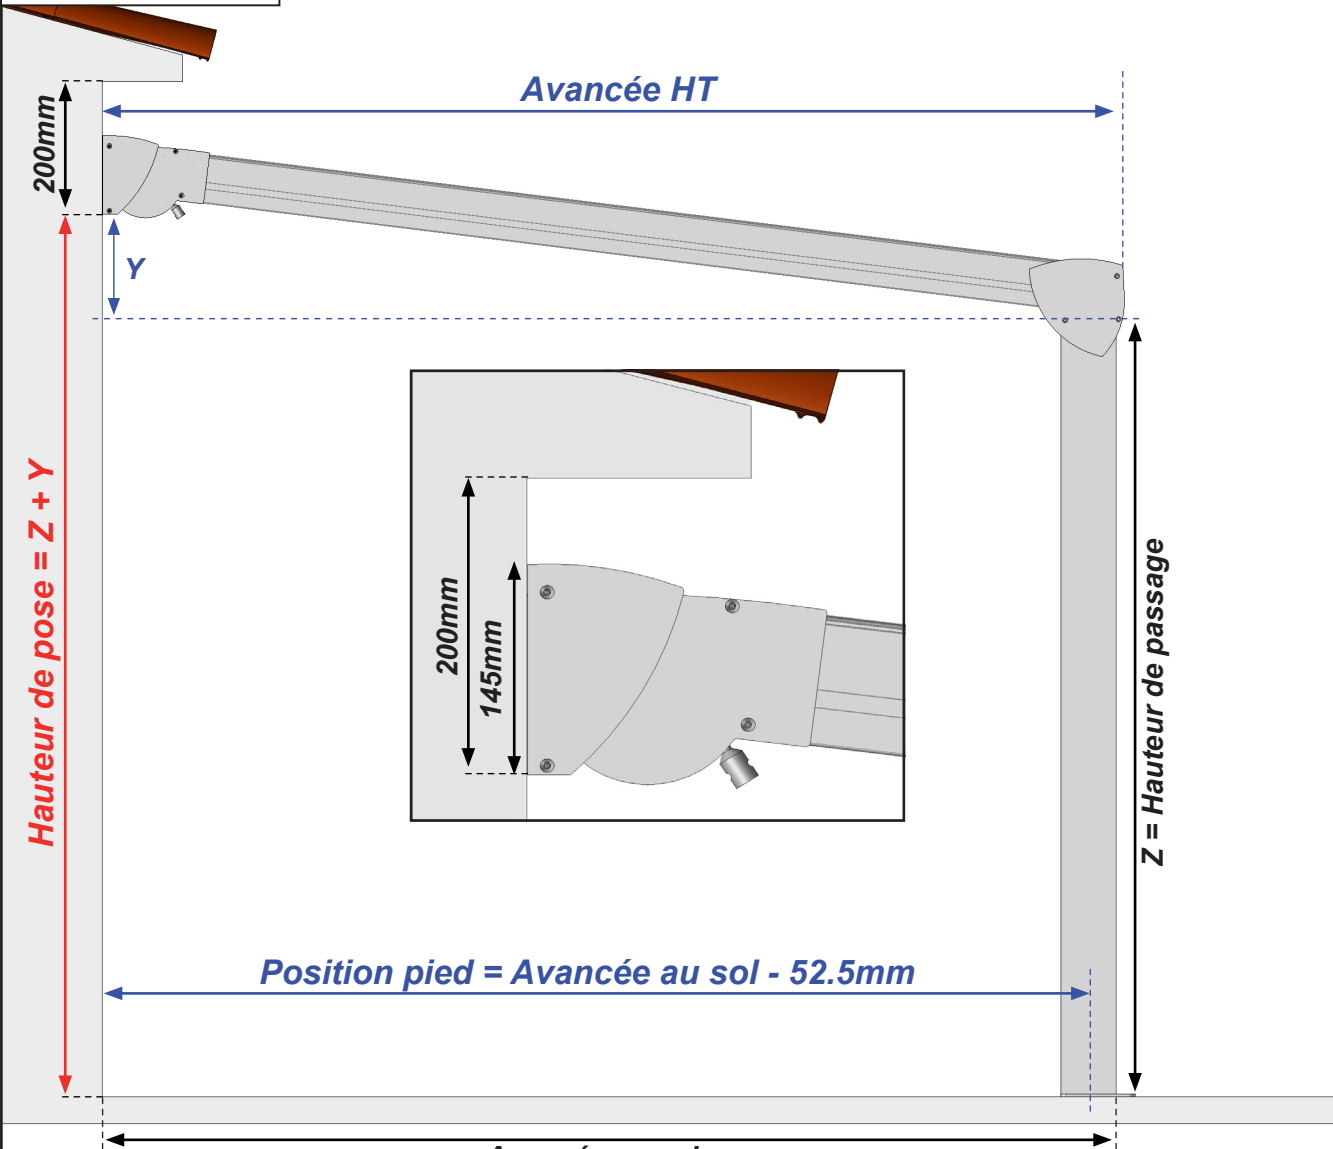 Avancée HT
200mm
Y
Hauteur de pose = Z + Y
200mm
145mm
Z = Hauteur de passage
Position pied = Avancée au sol - 52.5mm